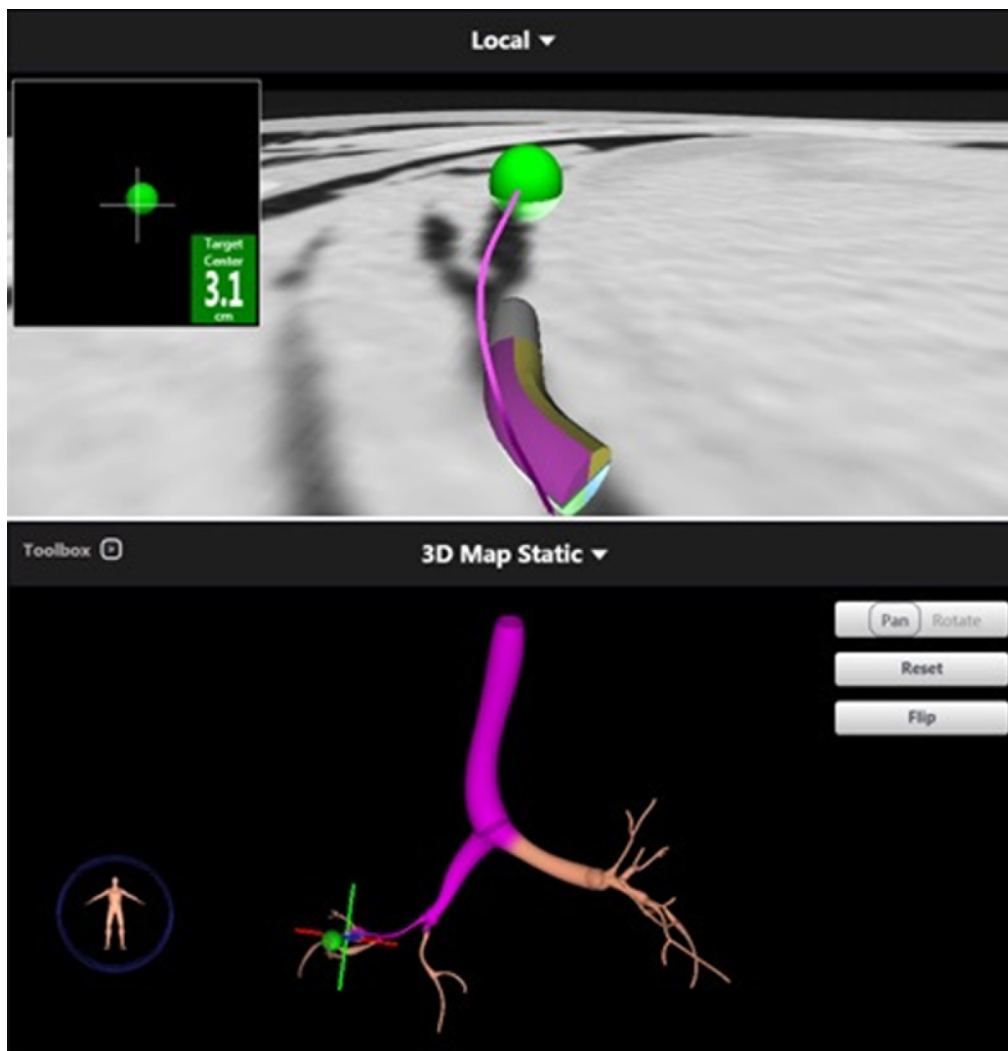 Local
Target
Center
3.1
cm
Toolbox
3D Map Static
Pan Rotate
Reset
Flip